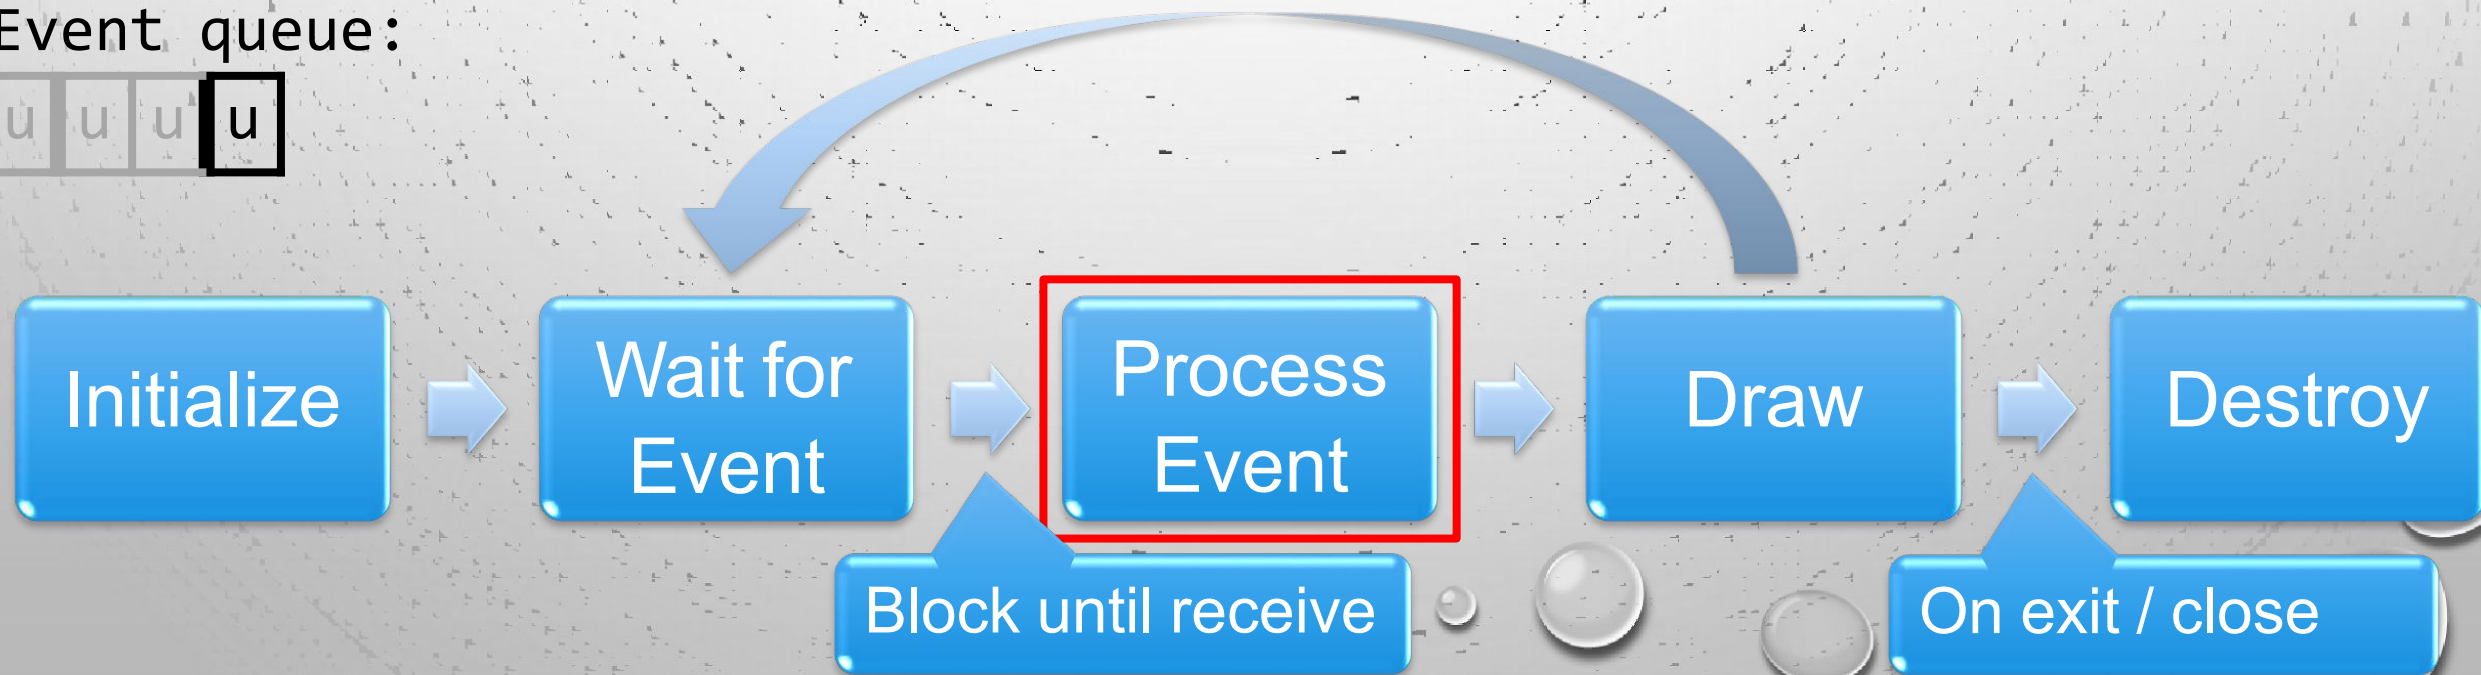 Event queue:
u u u u
Initialize
Wait for
Event
Process
Event
Draw
Destroy
Block until receive
On exit / close